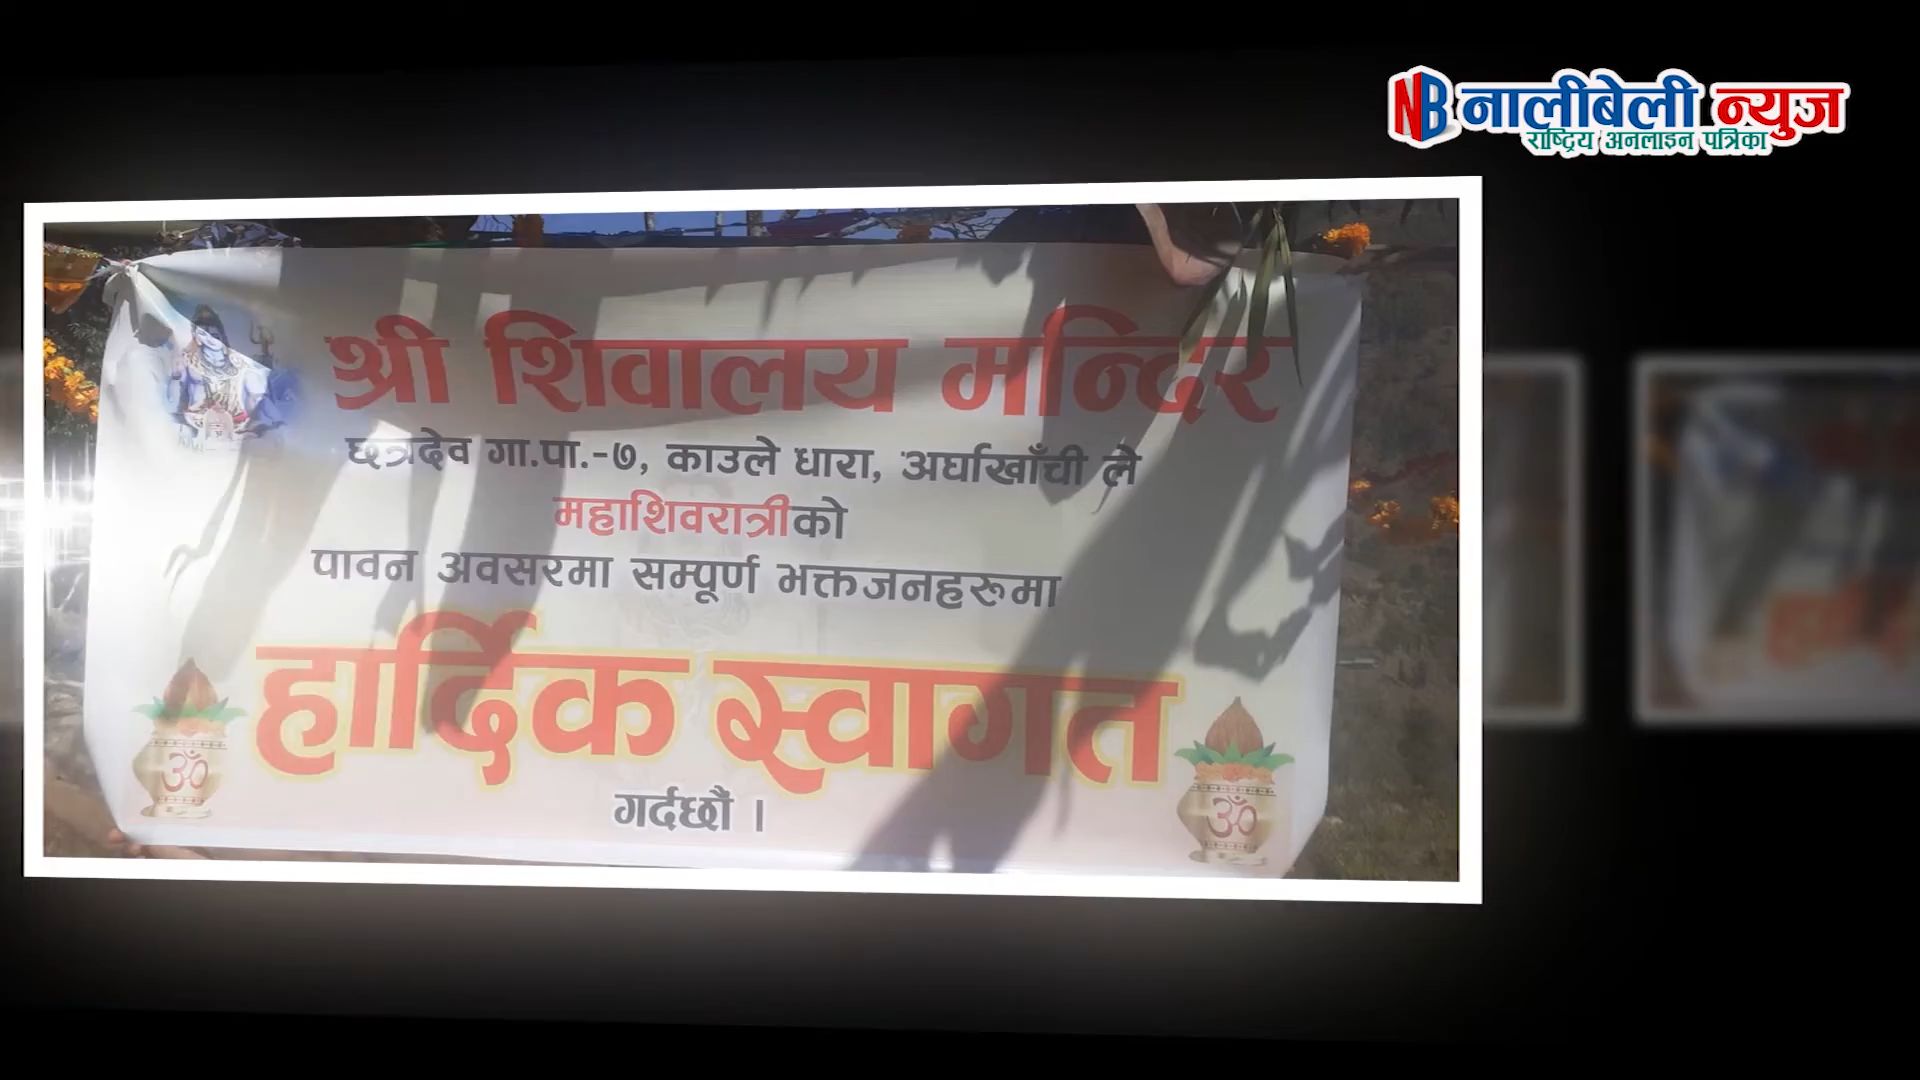 NB नालीबेली न्युज
राष्ट्रिय अनलाइन पत्रिका
श्री शिवालय मन्दिर
छत्रदेव गा.पा.-७, काउले धारा, अर्घाखाँची ले
महाशिवरात्रीको
पावन अवसरमा सम्पूर्ण भक्तजनहरुमा
हार्दिक स्वागत
गर्दछौं ।
ॐ
ॐ